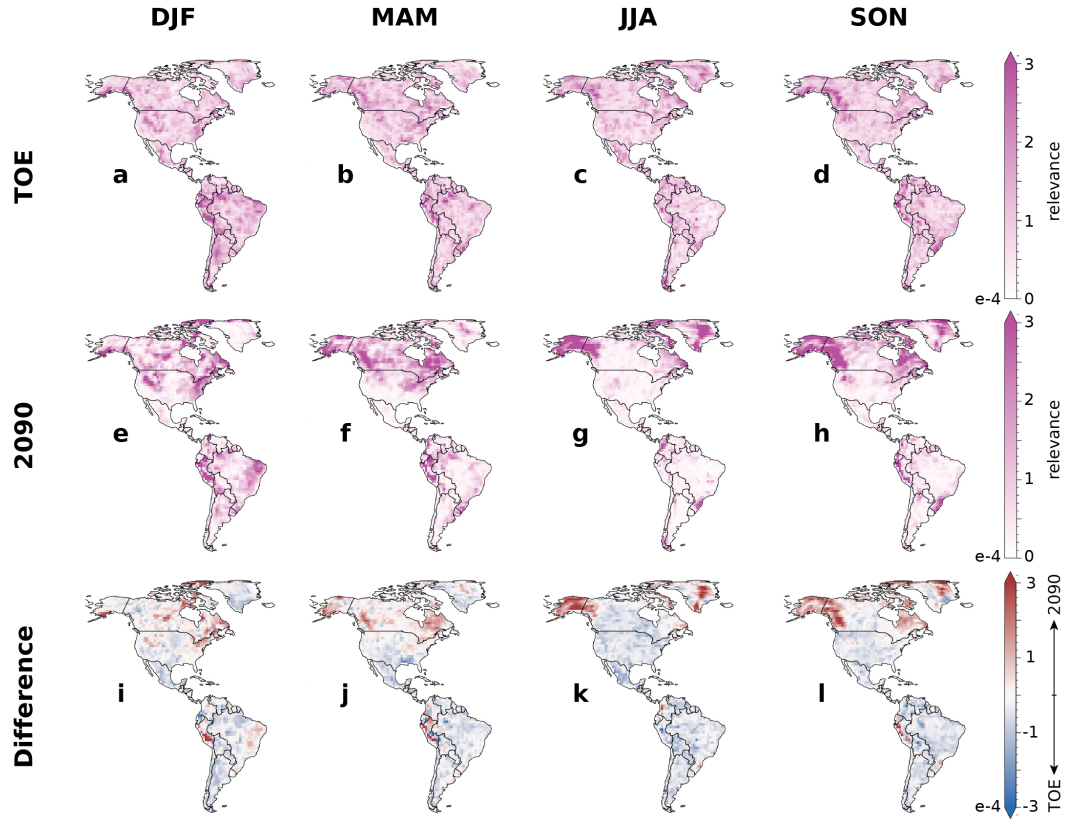 DJF MAM JJA SON
TOE
a b c d
3
2
1
0
e-4
relevance
2090
e f g h
3
2
1
0
e-4
relevance
Difference
i j k l
3
1
-1
-3
e-4
2090
TOE